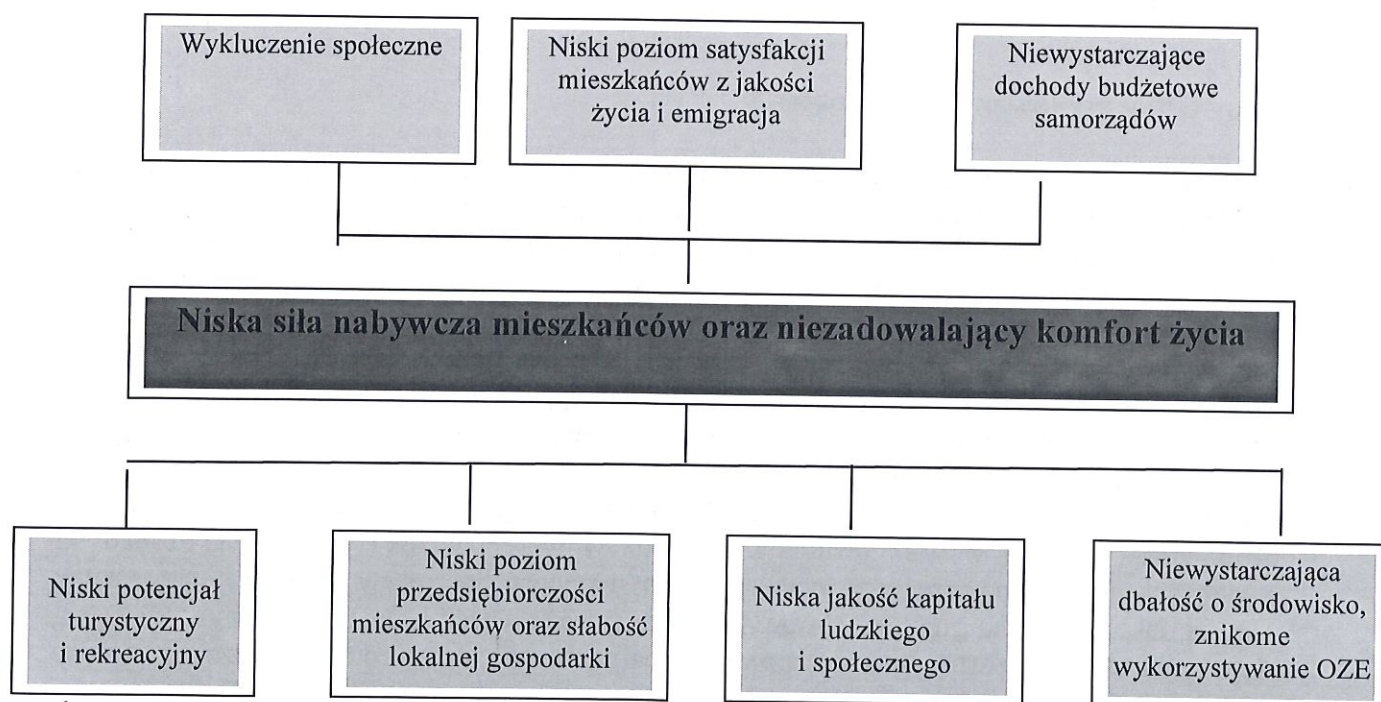 Wykluczenie społeczne
Niski poziom satysfakcji
mieszkańców z jakości
życia i emigracja
Niewystarczające
dochody budżetowe
samorządów
Niska siła nabywcza mieszkańców oraz niezadowalający komfort życia
Niski potencjał
turystyczny
i rekreacyjny
Niski poziom
przedsiębiorczości
mieszkańców oraz słabość
lokalnej gospodarki
Niska jakość kapitału
ludzkiego
i społecznego
Niewystarczająca
dbałość o środowisko,
znikome
wykorzystywanie OZE